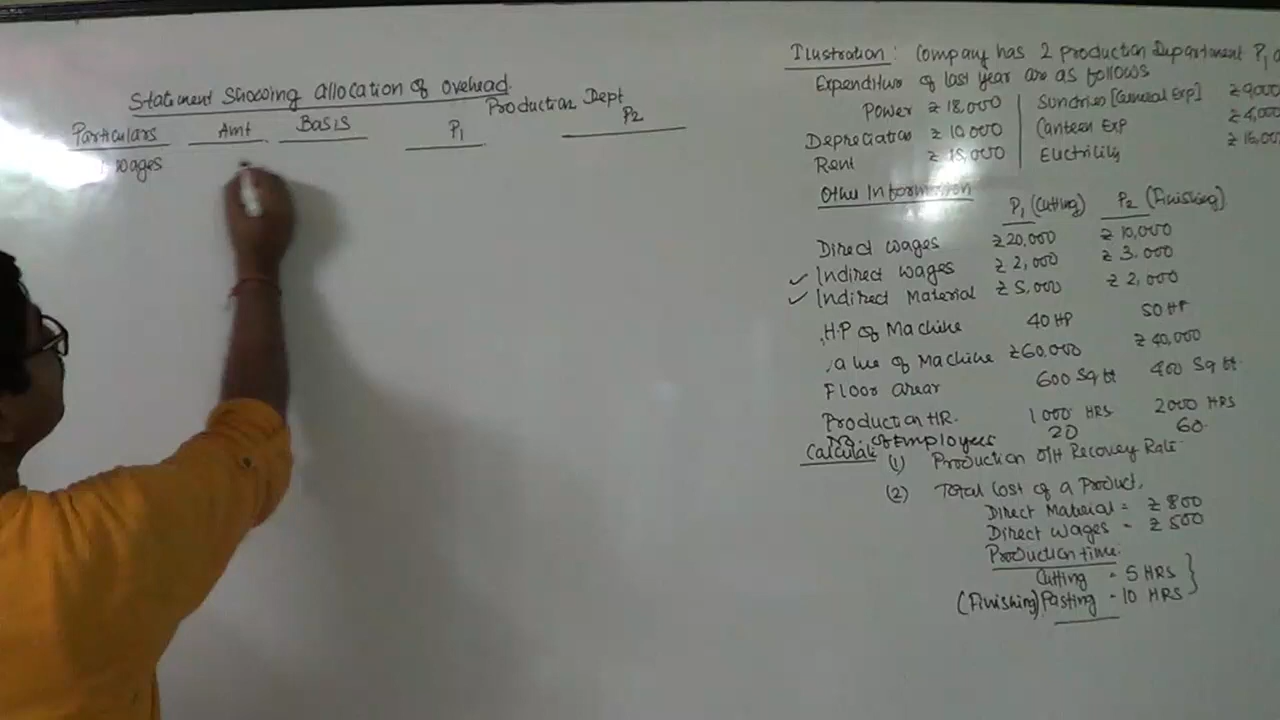 Statement Showing allocation of overhead.
Production Dept
Particulars Amt Basis P1 P2
wages
Illustration: Company has 2 production Department P1
Expenditure of last year are as follows
Power ₹ 18,000 Sundries [General Exp]
Depreciation ₹ 10,000 Canteen Exp ₹ 4,000
Rent ₹ 15,000 Electricity
Other Information
P1 (Cutting) P2 (Finishing)
Direct wages ₹ 20,000 ₹ 10,000
✓ Indirect wages ₹ 2,000 ₹ 3,000
✓ Indirect Material ₹ 5,000 ₹ 2,000
H.P of Machine 40 HP 50 HP
alue of Machine ₹ 60,000 ₹ 40,000
Floor area 600 Sq ft 400 Sq ft
Production HR. 1000 HRS 2000 HRS
No. of Employees 20 60
Calculate (1) Production O/H Recovery Rate
(2) Total Cost of a Product.
Direct Material = ₹ 800
Direct wages - ₹ 500
Production time:
Cutting - 5 HRS
(Finishing) Pasting - 10 HRS